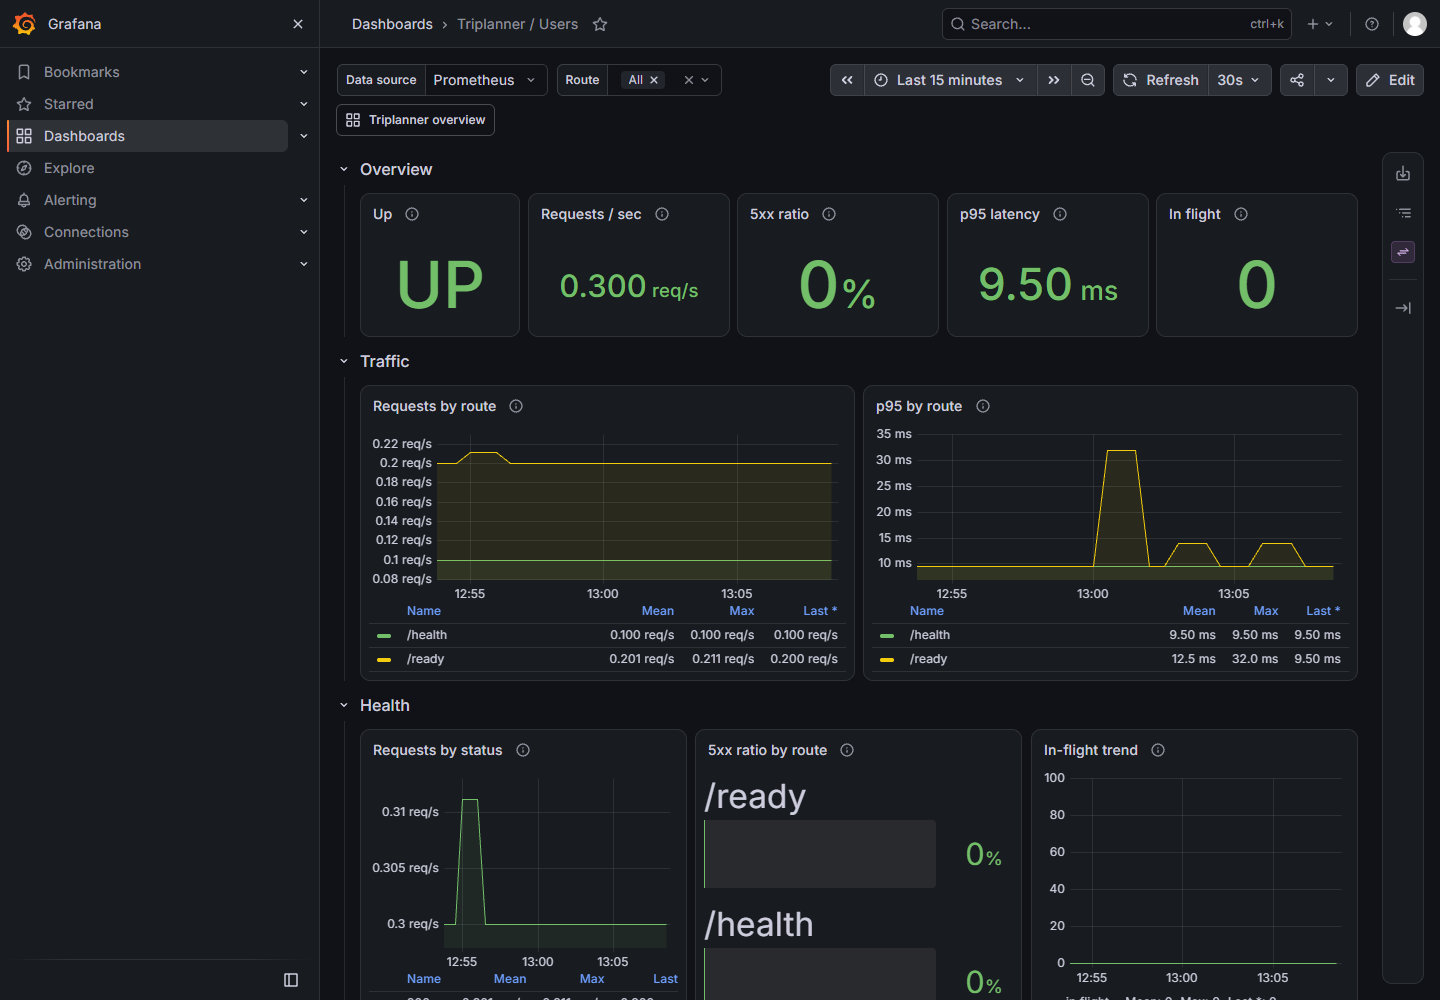 Grafana
Dashboards › Triplanner / Users
Search... ctrl+k
Bookmarks
Starred
Dashboards
Explore
Alerting
Connections
Administration
Data source Prometheus
Route All
Last 15 minutes
Refresh 30s
Edit
Triplanner overview
Overview
Up
UP
Requests / sec
0.300 req/s
5xx ratio
0%
p95 latency
9.50 ms
In flight
0
Traffic
Requests by route
0.22 req/s
0.2 req/s
0.18 req/s
0.16 req/s
0.14 req/s
0.12 req/s
0.1 req/s
0.08 req/s
12:55 13:00 13:05
Name Mean Max Last *
/health 0.100 req/s 0.100 req/s 0.100 req/s
/ready 0.201 req/s 0.211 req/s 0.200 req/s
p95 by route
35 ms
30 ms
25 ms
20 ms
15 ms
10 ms
12:55 13:00 13:05
Name Mean Max Last *
/health 9.50 ms 9.50 ms 9.50 ms
/ready 12.5 ms 32.0 ms 9.50 ms
Health
Requests by status
0.31 req/s
0.305 req/s
0.3 req/s
12:55 13:00 13:05
Name Mean Max Last
5xx ratio by route
/ready
0%
/health
0%
In-flight trend
100
80
60
40
20
0
12:55 13:00 13:05